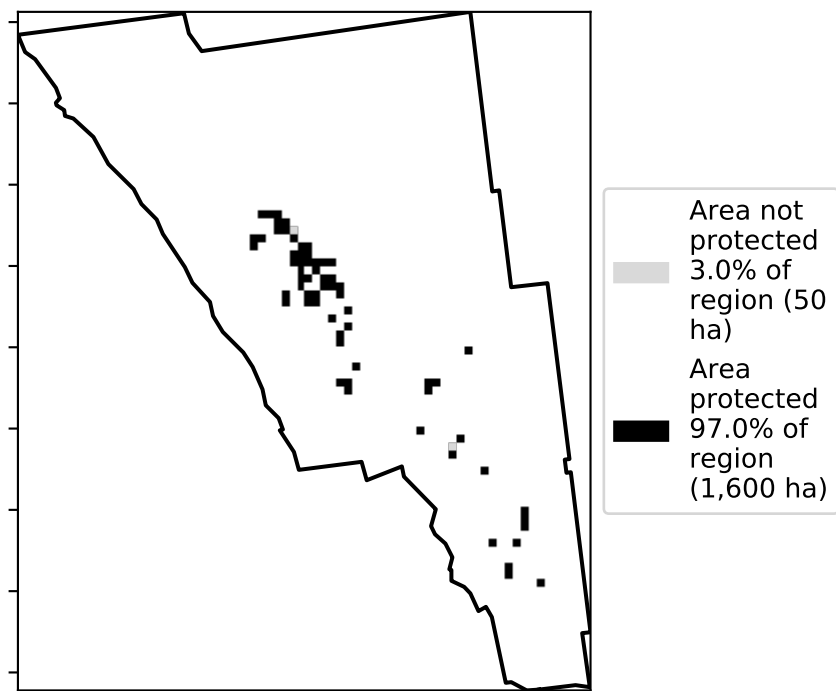 Area not
protected
3.0% of
region (50
ha)
Area
protected
97.0% of
region
(1,600 ha)